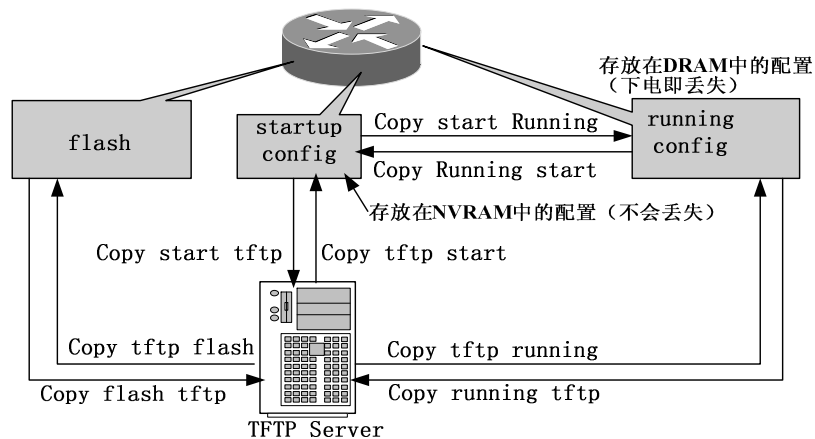 存放在DRAM中的配置
（下电即丢失）
flash
startup
config
Copy start Running
Copy Running start
running
config
存放在NVRAM中的配置（不会丢失）
Copy start tftp
Copy tftp start
Copy tftp flash
Copy flash tftp
Copy tftp running
Copy running tftp
TFTP Server